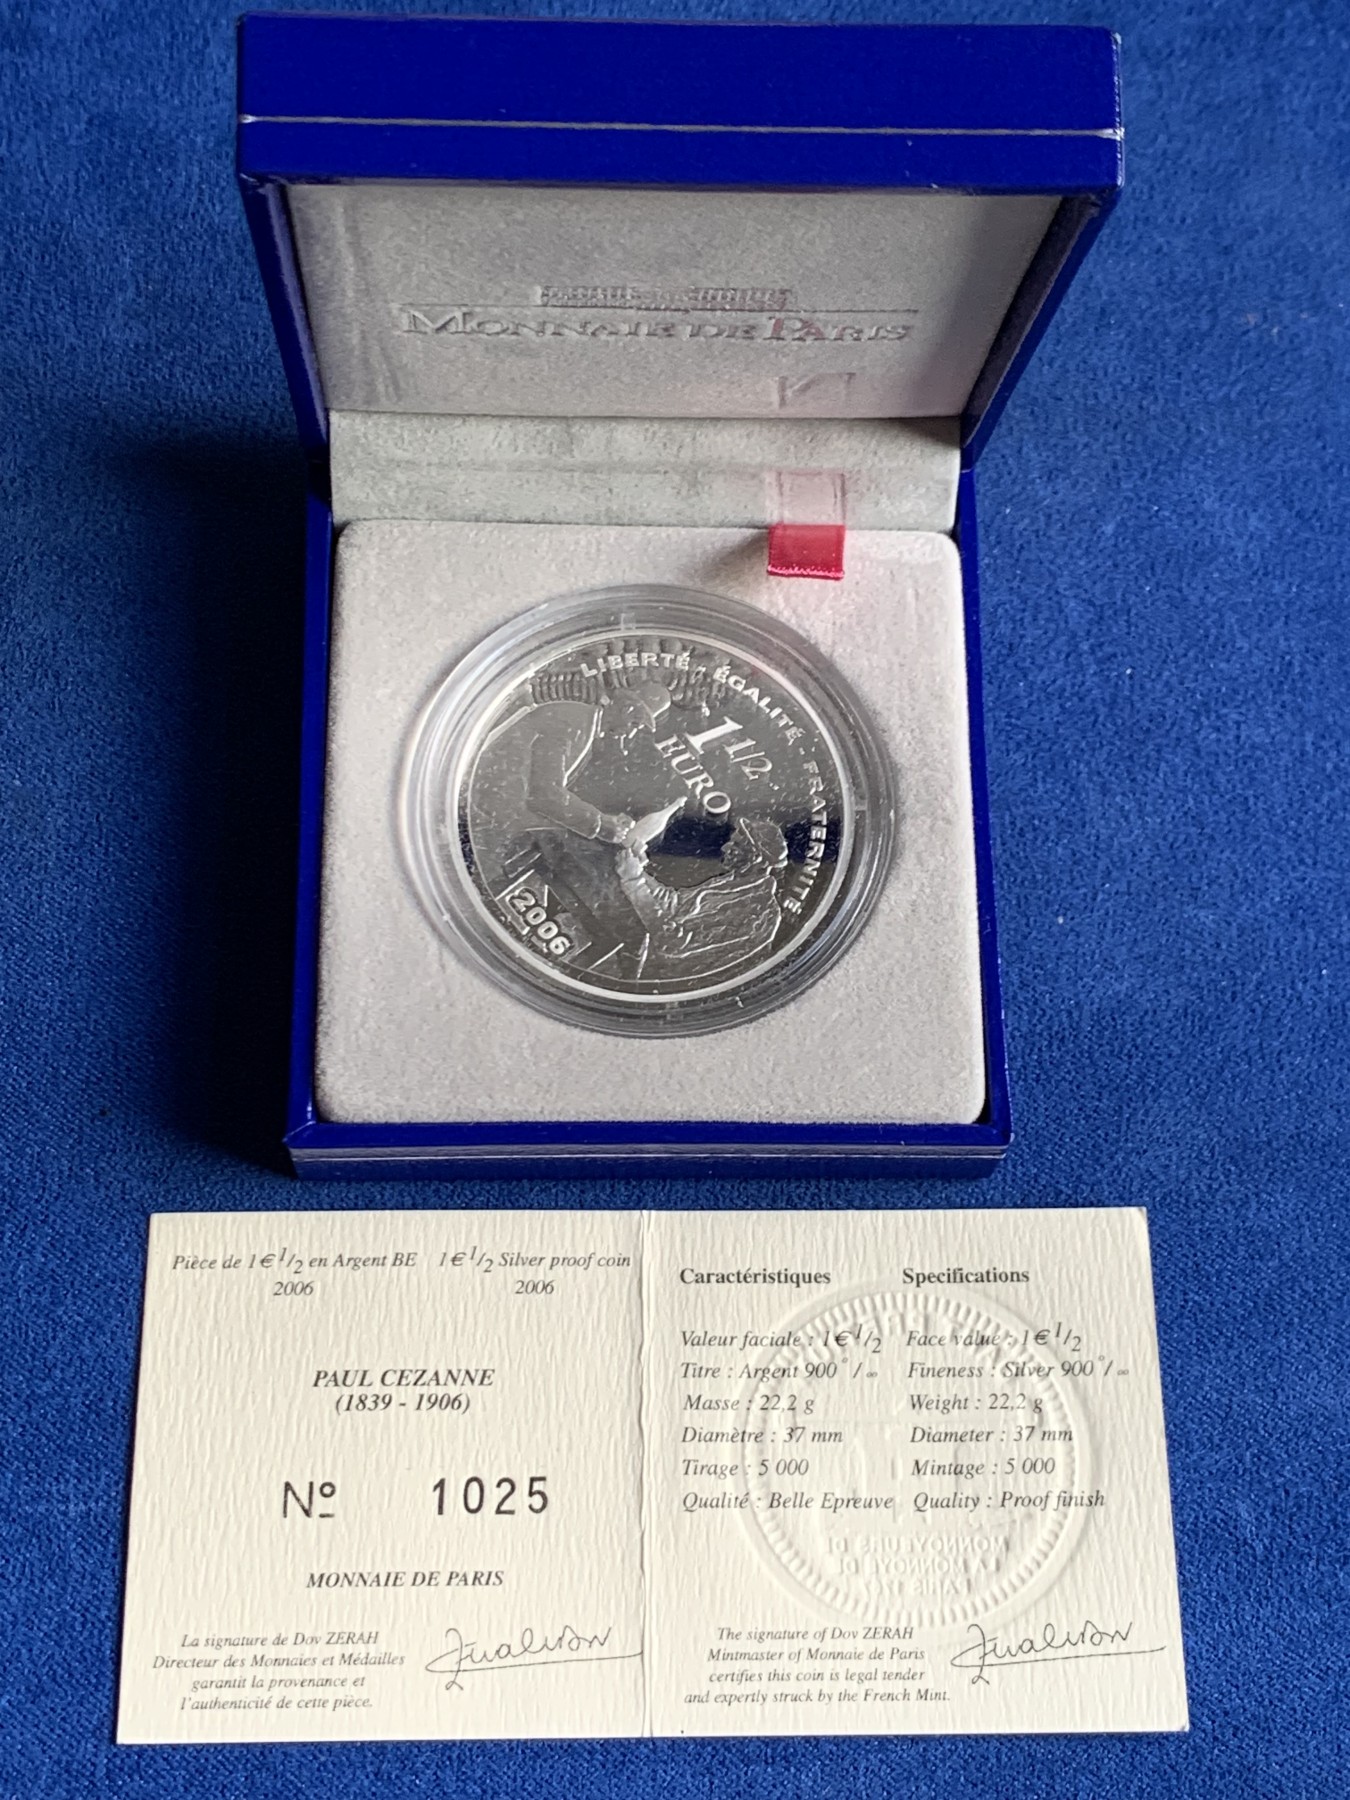 MONNAIE DE PARIS
LIBERTÉ - ÉGALITÉ - FRATERNITÉ
1 1/2
EURO
2006
Pièce de 1€1/2 en Argent BE
2006
1€1/2 Silver proof coin
2006
PAUL CEZANNE
(1839 - 1906)
Nº 1025
MONNAIE DE PARIS
La signature de Dov ZERAH
Directeur des Monnaies et Médailles
garantit la provenance et
l'authenticité de cette pièce.
Caractéristiques
Valeur faciale : 1€1/2
Titre : Argent 900 °/∞
Masse : 22,2 g
Diamètre : 37 mm
Tirage : 5 000
Qualité : Belle Epreuve
Specifications
Face value : 1€1/2
Fineness : Silver 900 °/∞
Weight : 22,2 g
Diameter : 37 mm
Mintage : 5 000
Quality : Proof finish
The signature of Dov ZERAH
Mintmaster of Monnaie de Paris
certifies this coin is legal tender
and expertly struck by the French Mint.